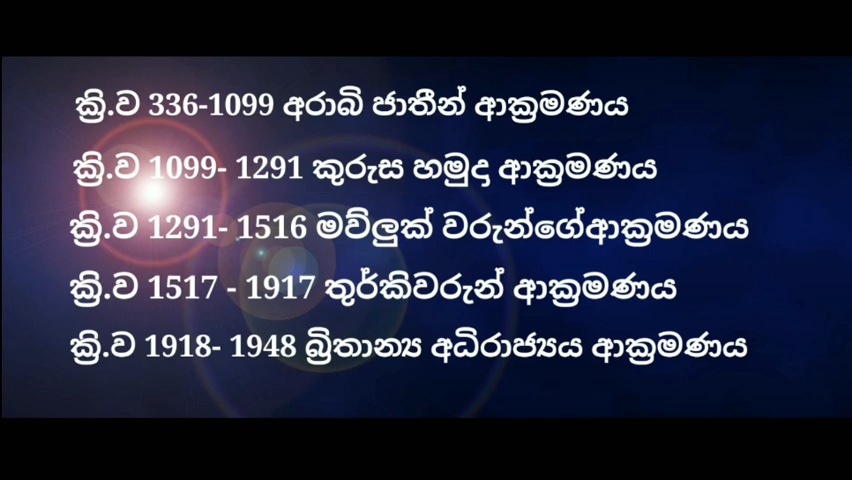 ක්‍රි.ව 336-1099 අරාබි ජාතීන් ආක්‍රමණය
ක්‍රි.ව 1099- 1291 කුරුස හමුදා ආක්‍රමණය
ක්‍රි.ව 1291- 1516 මව්ලුක් වරුන්ගේආක්‍රමණය
ක්‍රි.ව 1517 - 1917 තුර්කිවරුන් ආක්‍රමණය
ක්‍රි.ව 1918- 1948 බ්‍රිතාන්‍ය අධිරාජ්‍යය ආක්‍රමණය